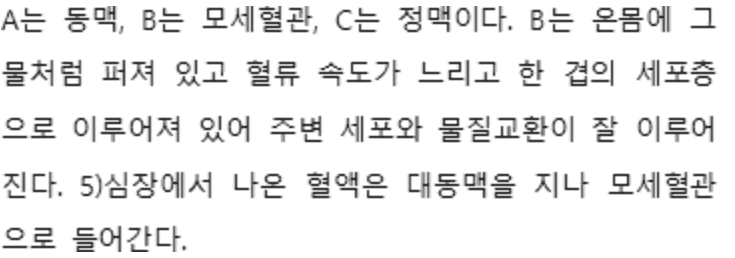 A는 동맥, B는 모세혈관, C는 정맥이다. B는 온몸에 그
물처럼 퍼져 있고 혈류 속도가 느리고 한 겹의 세포층
으로 이루어져 있어 주변 세포와 물질교환이 잘 이루어
진다. 5)심장에서 나온 혈액은 대동맥을 지나 모세혈관
으로 들어간다.